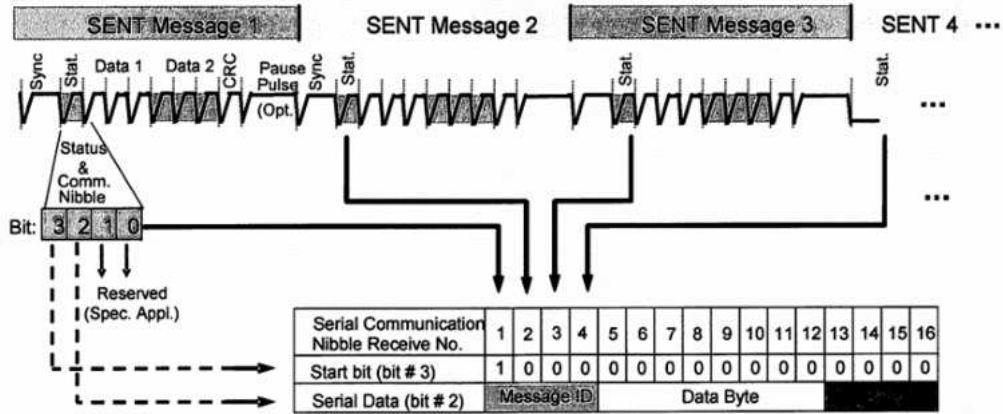 SENT Message 1 SENT Message 2 SENT Message 3 SENT 4 ...
Sync Stat. Data 1 Data 2 CRC Pause Pulse (Opt. Sync Stat. Stat. Stat. ...
Status
&
Comm.
Nibble
...
Bit: 3 2 1 0
Reserved
(Spec. Appl.)
Serial Communication Nibble Receive No. 1 2 3 4 5 6 7 8 9 10 11 12 13 14 15 16
Start bit (bit # 3) 1 0 0 0 0 0 0 0 0 0 0 0 0 0 0 0
Serial Data (bit # 2) Message ID Data Byte